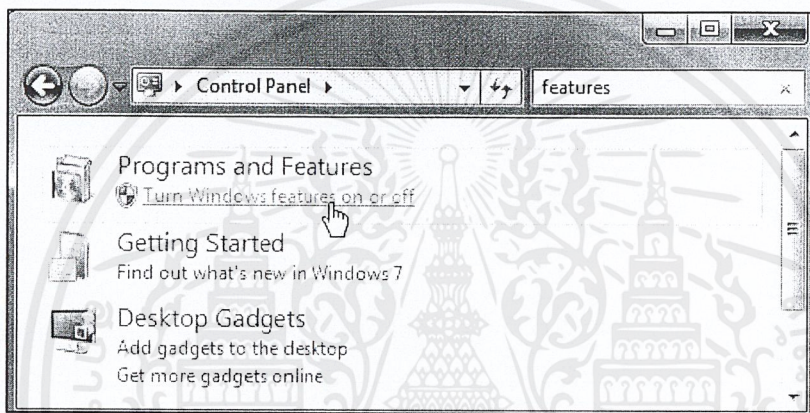 Control Panel
features
Programs and Features
Turn Windows features on or off
Getting Started
Find out what's new in Windows 7
Desktop Gadgets
Add gadgets to the desktop
Get more gadgets online